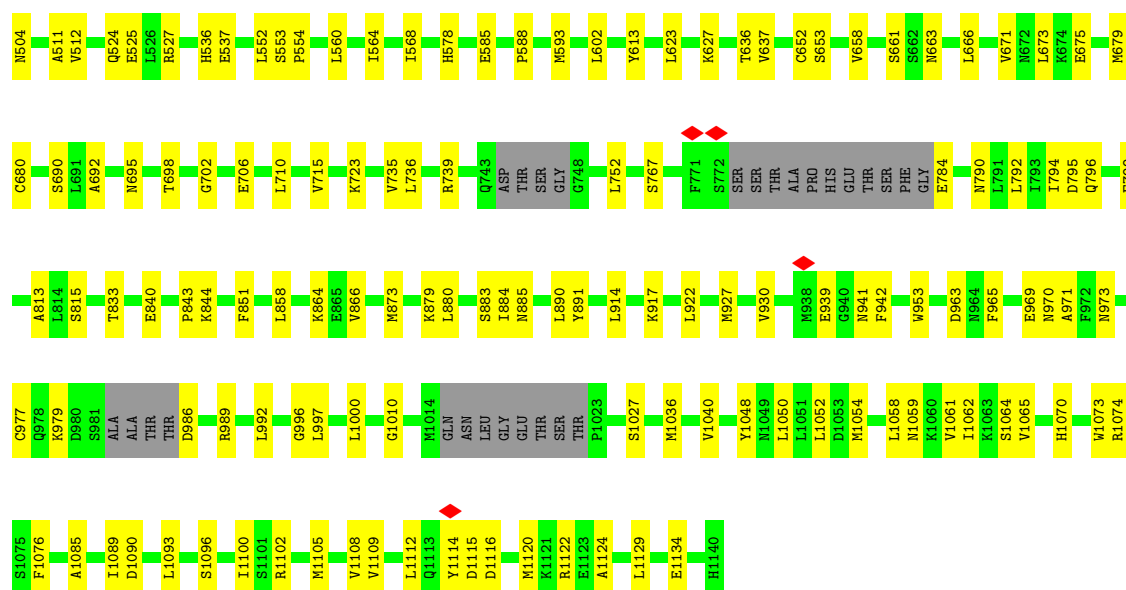 N504 A511 V512 Q524 E525 L526 R527 H536 E537 L552 S553 P554 L560 I564 I568 H578 E585 P588 M593 L602 Y613 L623 K627 T636 V637 C652 S653 V658 S661 S662 N663 L666 V671 N672 L673 K674 E675 M679
C680 S690 L691 A692 N695 T698 G702 E706 L710 V715 K723 V735 L736 R739 Q743 ASP THR SER GLY G748 L752 S767 F771 S772 SER SER THR ALA PRO HIS GLU THR SER PHE GLY E784 N790 L791 L792 I793 I794 D795 Q796
A813 L814 S815 T833 E840 P843 K844 F851 L858 K864 E865 V866 M873 K879 L880 S883 I884 N885 L890 Y891 L914 K917 L922 M927 V930 M938 E939 G940 N941 F942 W953 D963 N964 F965 E969 N970 A971 F972 N973
C977 Q978 K979 D980 S981 ALA ALA THR THR D986 R989 L992 G996 L997 L1000 G1010 M1014 GLN ASN LEU GLY GLU THR SER THR P1023 S1027 M1036 V1040 Y1048 N1049 L1050 L1051 L1052 D1053 M1054 L1058 N1059 K1060 V1061 I1062 K1063 S1064 V1065 H1070 W1073 R1074
S1075 F1076 A1085 I1089 D1090 L1093 S1096 I1100 S1101 R1102 M1105 V1108 V1109 L1112 Q1113 Y1114 D1115 D1116 M1120 K1121 R1122 E1123 A1124 L1129 E1134 H1140